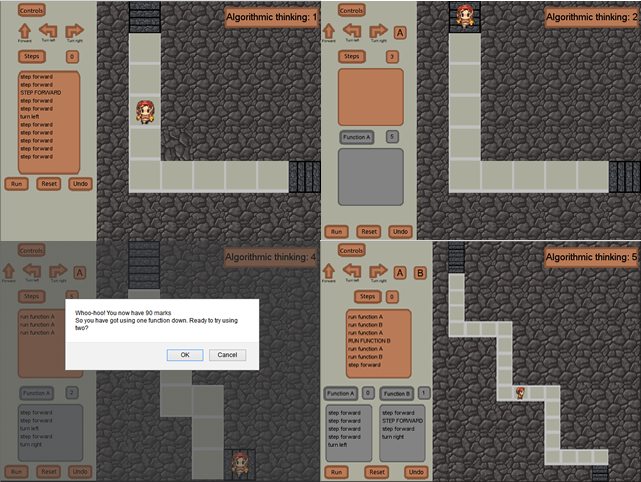 Controls
Algorithmic thinking: 1
Forward Turn left Turn right
Steps 0
step forward
step forward
STEP FORWARD
step forward
step forward
turn left
step forward
step forward
step forward
step forward
step forward
Run Reset Undo
Controls
Algorithmic thinking: 2
Forward Turn left Turn right A
Steps 3
Function A 5
Run Reset Undo
Controls
Algorithmic thinking: 4
Forward Turn left Turn right A
Steps
run function A
run function A
run function A
Whoo-hoo! You now have 90 marks
So you have got using one function down. Ready to try using
two?
OK Cancel
Function A 2
step forward
step forward
turn left
step forward
turn right
Run Reset Undo
Controls
Algorithmic thinking: 5
Forward Turn left Turn right A B
Steps 0
run function A
run function B
run function A
RUN FUNCTION B
run function A
run function B
step forward
Function A 0
step forward
step forward
step forward
step forward
turn left
Function B 1
step forward
STEP FORWARD
step forward
turn right
Run Reset Undo